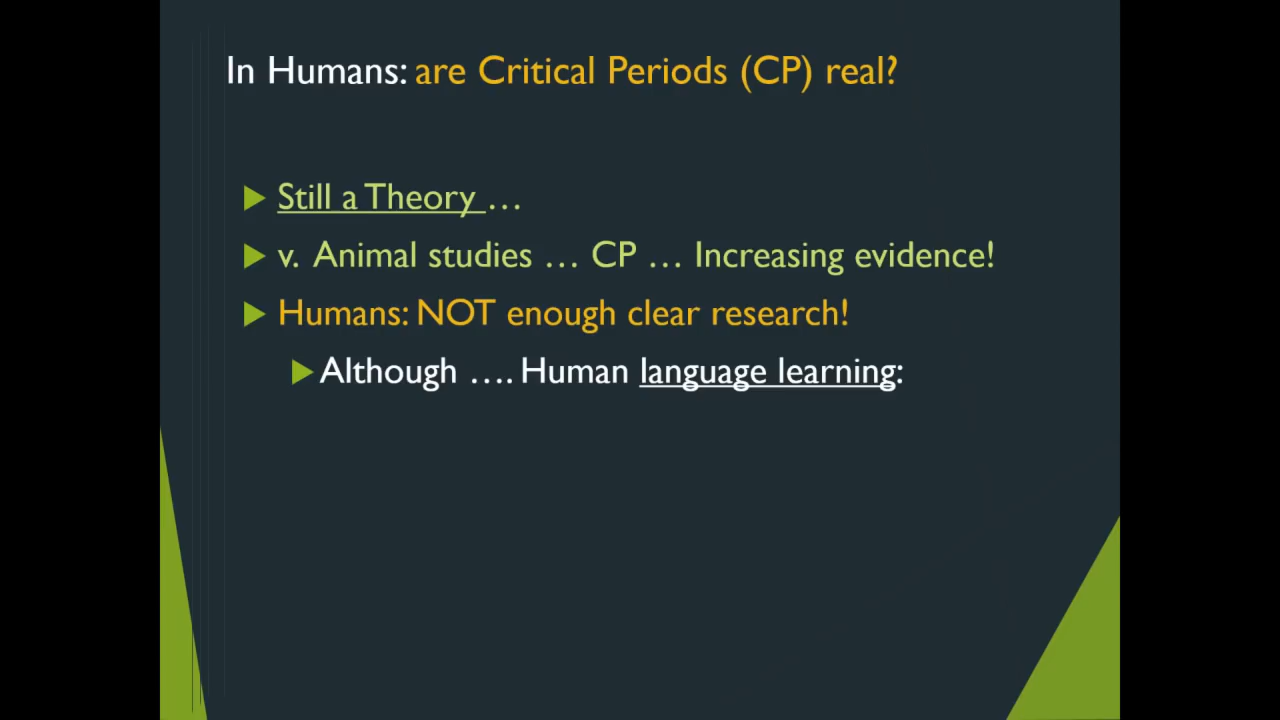 In Humans: are Critical Periods (CP) real?
Still a Theory …
v. Animal studies … CP … Increasing evidence!
Humans: NOT enough clear research!
Although …. Human language learning: